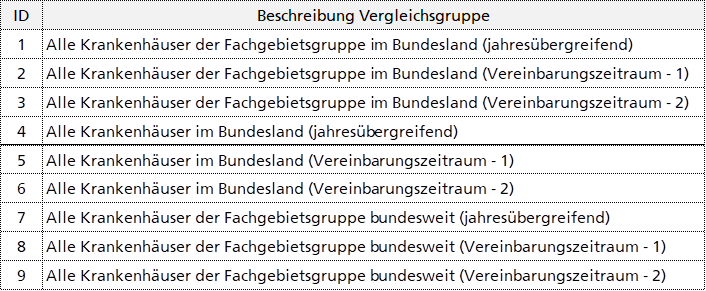 ID Beschreibung Vergleichsgruppe
1 Alle Krankenhäuser der Fachgebietsgruppe im Bundesland (jahresübergreifend)
2 Alle Krankenhäuser der Fachgebietsgruppe im Bundesland (Vereinbarungszeitraum - 1)
3 Alle Krankenhäuser der Fachgebietsgruppe im Bundesland (Vereinbarungszeitraum - 2)
4 Alle Krankenhäuser im Bundesland (jahresübergreifend)
5 Alle Krankenhäuser im Bundesland (Vereinbarungszeitraum - 1)
6 Alle Krankenhäuser im Bundesland (Vereinbarungszeitraum - 2)
7 Alle Krankenhäuser der Fachgebietsgruppe bundesweit (jahresübergreifend)
8 Alle Krankenhäuser der Fachgebietsgruppe bundesweit (Vereinbarungszeitraum - 1)
9 Alle Krankenhäuser der Fachgebietsgruppe bundesweit (Vereinbarungszeitraum - 2)